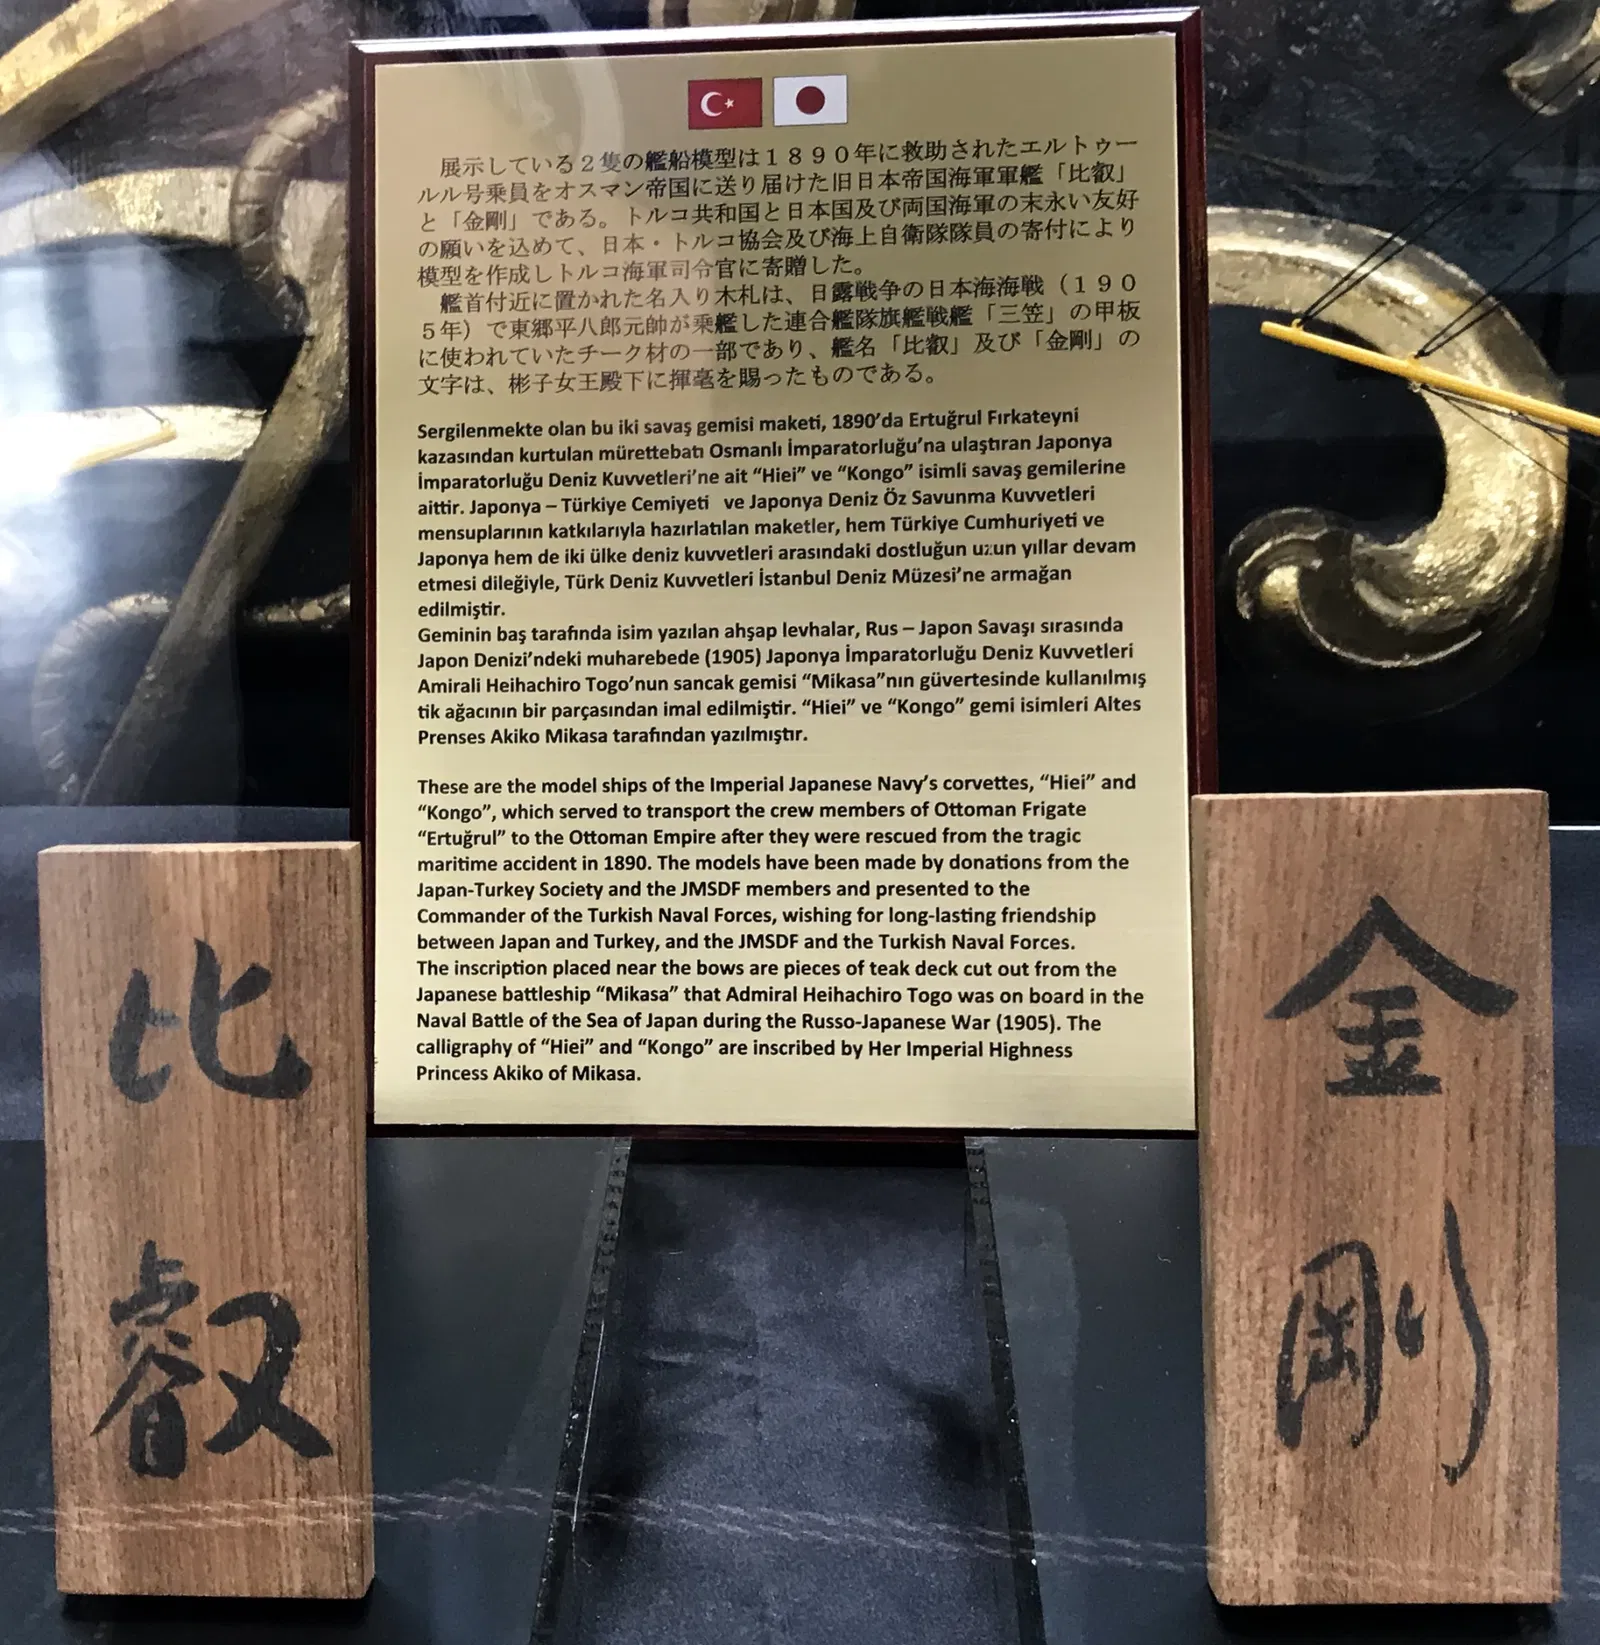 展示している2隻の艦船模型は1890年に救助されたエルトゥー
ルル号乗員をオスマン帝国に送り届けた旧日本帝国海軍軍艦「比叡」
と「金剛」である。トルコ共和国と日本国及び両国海軍の末永い友好
の願いを込めて、日本・トルコ協会及び海上自衛隊隊員の寄付により
模型を作成しトルコ海軍司令官に寄贈した。
艦首付近に置かれた名入り木札は、日露戦争の日本海海戦(190
5年)で東郷平八郎元帥が乗艦した連合艦隊旗艦戦艦「三笠」の甲板
に使われていたチーク材の一部であり、艦名「比叡」及び「金剛」の
文字は、彬子女王殿下に揮毫を賜ったものである。
Sergilenmekte olan bu iki savaş gemisi maketi, 1890’da Ertuğrul Fırkateyni
kazasından kurtulan mürettebatı Osmanlı İmparatorluğu’na ulaştıran Japonya
İmparatorluğu Deniz Kuvvetleri’ne ait “Hiei” ve “Kongo” isimli savaş gemilerine
aittir. Japonya – Türkiye Cemiyeti ve Japonya Deniz Öz Savunma Kuvvetleri
mensuplarının katkılarıyla hazırlatılan maketler, hem Türkiye Cumhuriyeti ve
Japonya hem de iki ülke deniz kuvvetleri arasındaki dostluğun uzun yıllar devam
etmesi dileğiyle, Türk Deniz Kuvvetleri İstanbul Deniz Müzesi’ne armağan
edilmiştir.
Geminin baş tarafında isim yazılan ahşap levhalar, Rus – Japon Savaşı sırasında
Japon Denizi’ndeki muharebede (1905) Japonya İmparatorluğu Deniz Kuvvetleri
Amirali Heihachiro Togo’nun sancak gemisi “Mikasa”nın güvertesinde kullanılmış
tik ağacının bir parçasından imal edilmiştir. “Hiei” ve “Kongo” gemi isimleri Altes
Prenses Akiko Mikasa tarafından yazılmıştır.
These are the model ships of the Imperial Japanese Navy’s corvettes, “Hiei” and
“Kongo”, which served to transport the crew members of Ottoman Frigate
“Ertuğrul” to the Ottoman Empire after they were rescued from the tragic
maritime accident in 1890. The models have been made by donations from the
Japan-Turkey Society and the JMSDF members and presented to the
Commander of the Turkish Naval Forces, wishing for long-lasting friendship
between Japan and Turkey, and the JMSDF and the Turkish Naval Forces.
The inscription placed near the bows are pieces of teak deck cut out from the
Japanese battleship “Mikasa” that Admiral Heihachiro Togo was on board in the
Naval Battle of the Sea of Japan during the Russo-Japanese War (1905). The
calligraphy of “Hiei” and “Kongo” are inscribed by Her Imperial Highness
Princess Akiko of Mikasa.
比叡
金剛